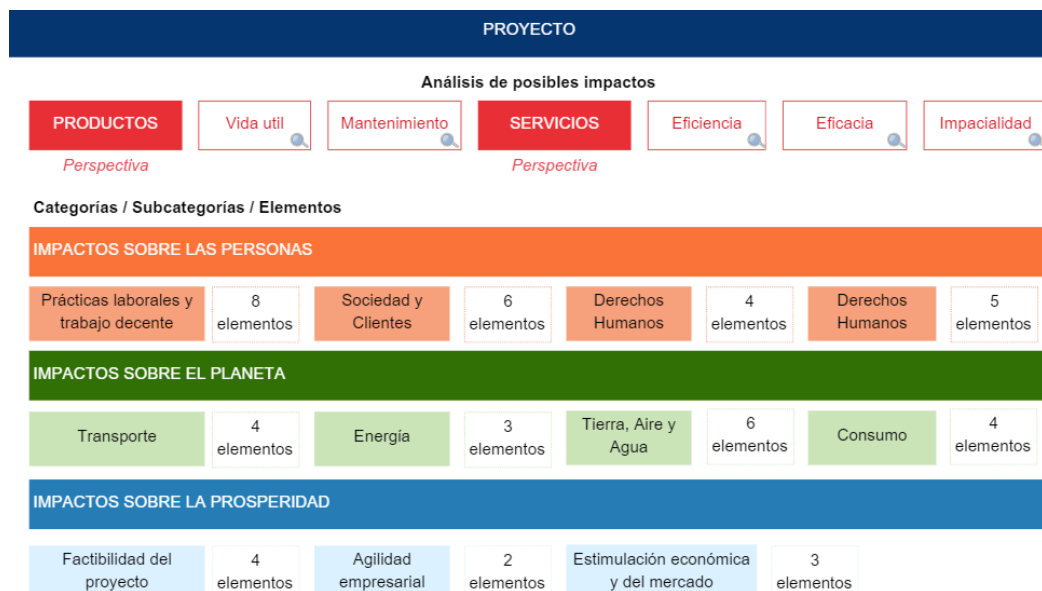 PROYECTO
Análisis de posibles impactos
PRODUCTOS
Vida util
Mantenimiento
SERVICIOS
Eficiencia
Eficacia
Impacialidad
Perspectiva
Perspectiva
Categorías / Subcategorías / Elementos
IMPACTOS SOBRE LAS PERSONAS
Prácticas laborales y
trabajo decente
8
elementos
Sociedad y
Clientes
6
elementos
Derechos
Humanos
4
elementos
Derechos
Humanos
5
elementos
IMPACTOS SOBRE EL PLANETA
Transporte
4
elementos
Energía
3
elementos
Tierra, Aire y
Agua
6
elementos
Consumo
4
elementos
IMPACTOS SOBRE LA PROSPERIDAD
Factibilidad del
proyecto
4
elementos
Agilidad
empresarial
2
elementos
Estimulación económica
y del mercado
3
elementos